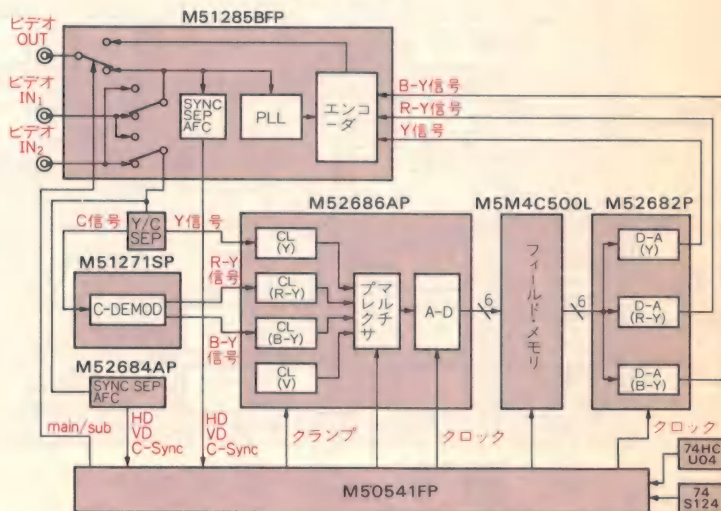 M51285BFP
ビデオ
OUT
ビデオ
IN₁
ビデオ
IN₂
SYNC
SEP
AFC
PLL
エンコ
ーダ
B-Y信号
R-Y信号
Y信号
C信号
Y/C
SEP
Y信号
M52686AP
M5M4C500L
M52682P
M51271SP
C-DEMOD
R-Y
信号
B-Y
信号
CL
(Y)
CL
(R-Y)
CL
(B-Y)
CL
(V)
マルチ
プレクサ
A-D
6
フィールド・メモリ
6
D-A
(Y)
D-A
(R-Y)
D-A
(B-Y)
M52684AP
SYNC SEP
AFC
main/sub
HD
VD
C-Sync
HD
VD
C-Sync
クランプ
クロック
クロック
74HC
U04
74
S124
M50541FP